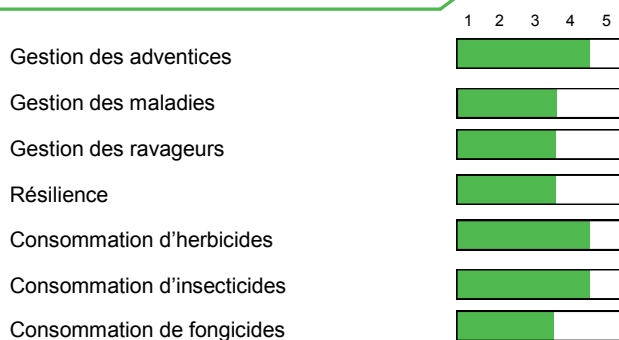 1 2 3 4 5
Gestion des adventices
Gestion des maladies
Gestion des ravageurs
Résilience
Consommation d’herbicides
Consommation d’insecticides
Consommation de fongicides